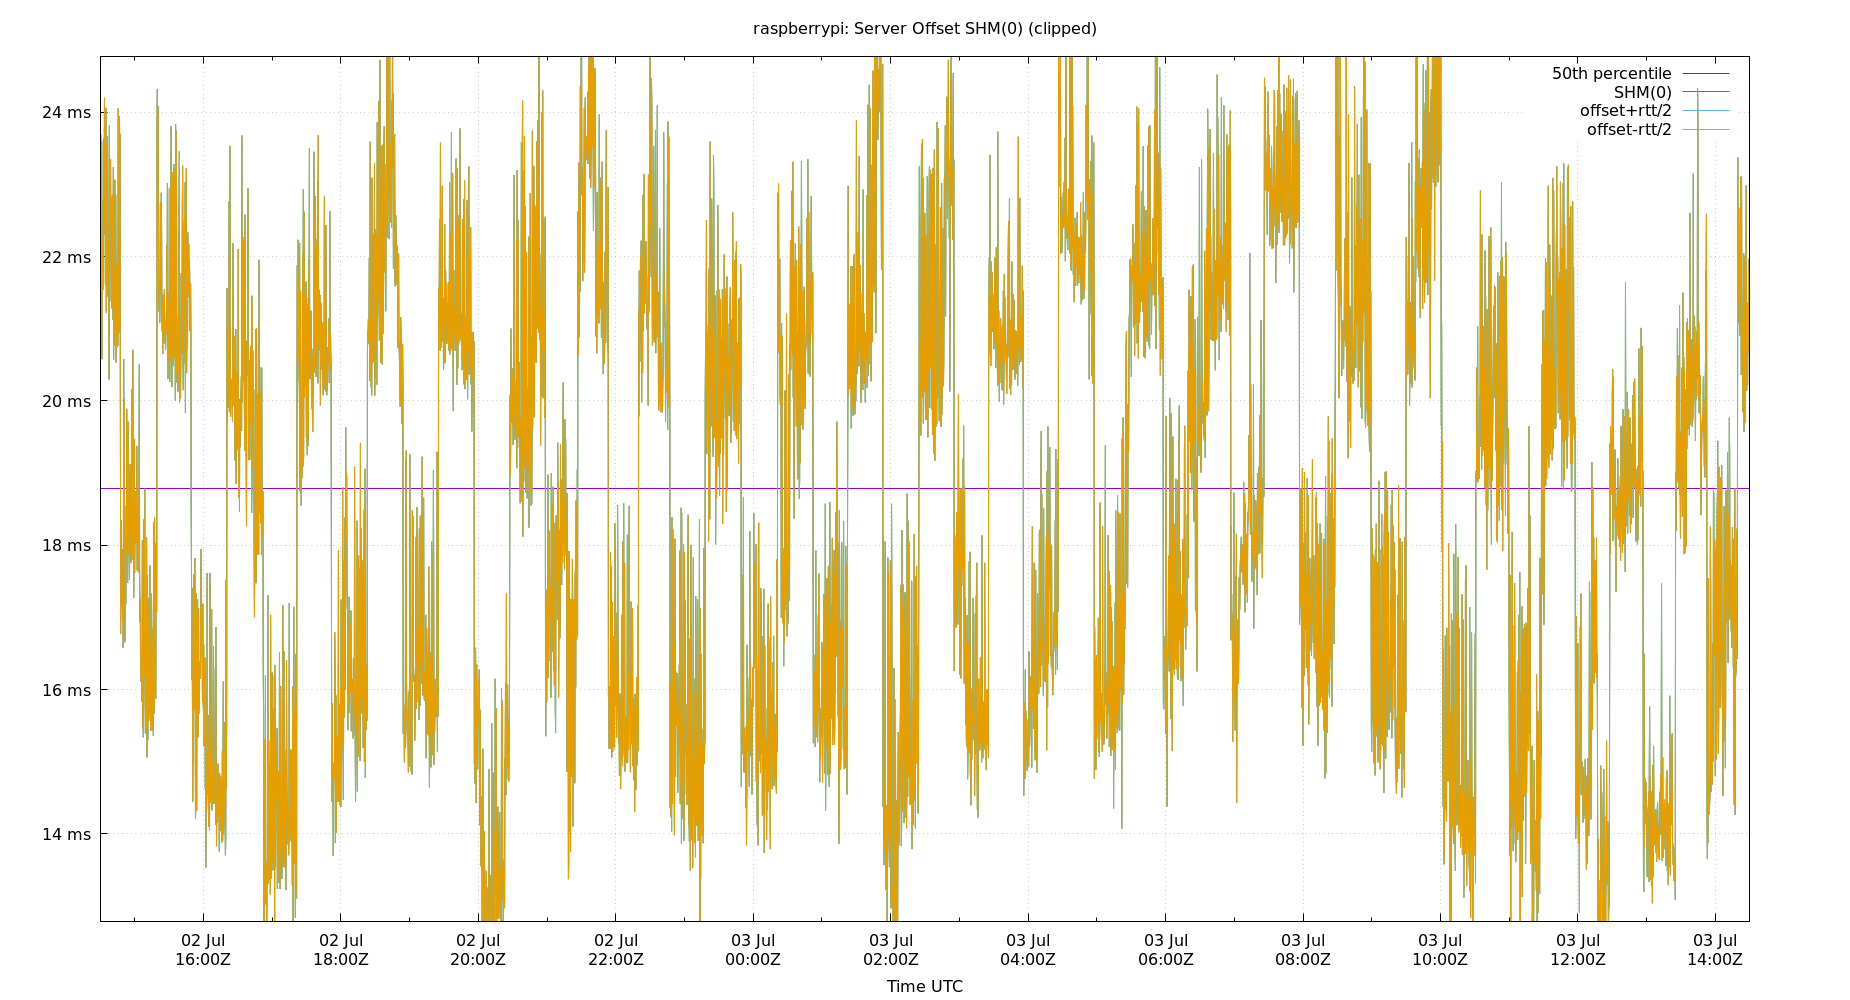 raspberrypi: Server Offset SHM(0) (clipped)
50th percentile
SHM(0)
offset+rtt/2
offset-rtt/2
24 ms
22 ms
20 ms
18 ms
16 ms
14 ms
02 Jul 02 Jul 02 Jul 02 Jul 03 Jul 03 Jul 03 Jul 03 Jul 03 Jul 03 Jul 03 Jul 03 Jul
16:00Z 18:00Z 20:00Z 22:00Z 00:00Z 02:00Z 04:00Z 06:00Z 08:00Z 10:00Z 12:00Z 14:00Z
Time UTC